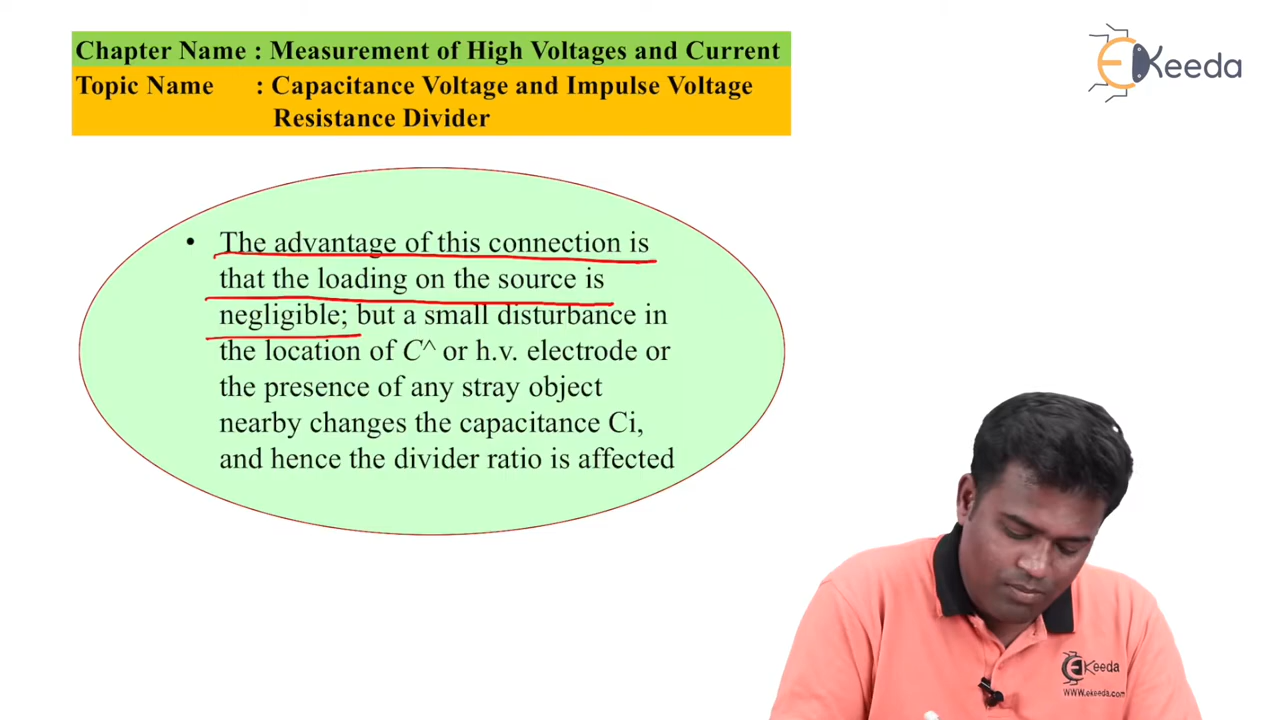 Chapter Name : Measurement of High Voltages and Current
Topic Name : Capacitance Voltage and Impulse Voltage
Resistance Divider
EKeeda
• The advantage of this connection is
that the loading on the source is
negligible; but a small disturbance in
the location of C^ or h.v. electrode or
the presence of any stray object
nearby changes the capacitance Ci,
and hence the divider ratio is affected
EKeeda
www.ekeeda.com